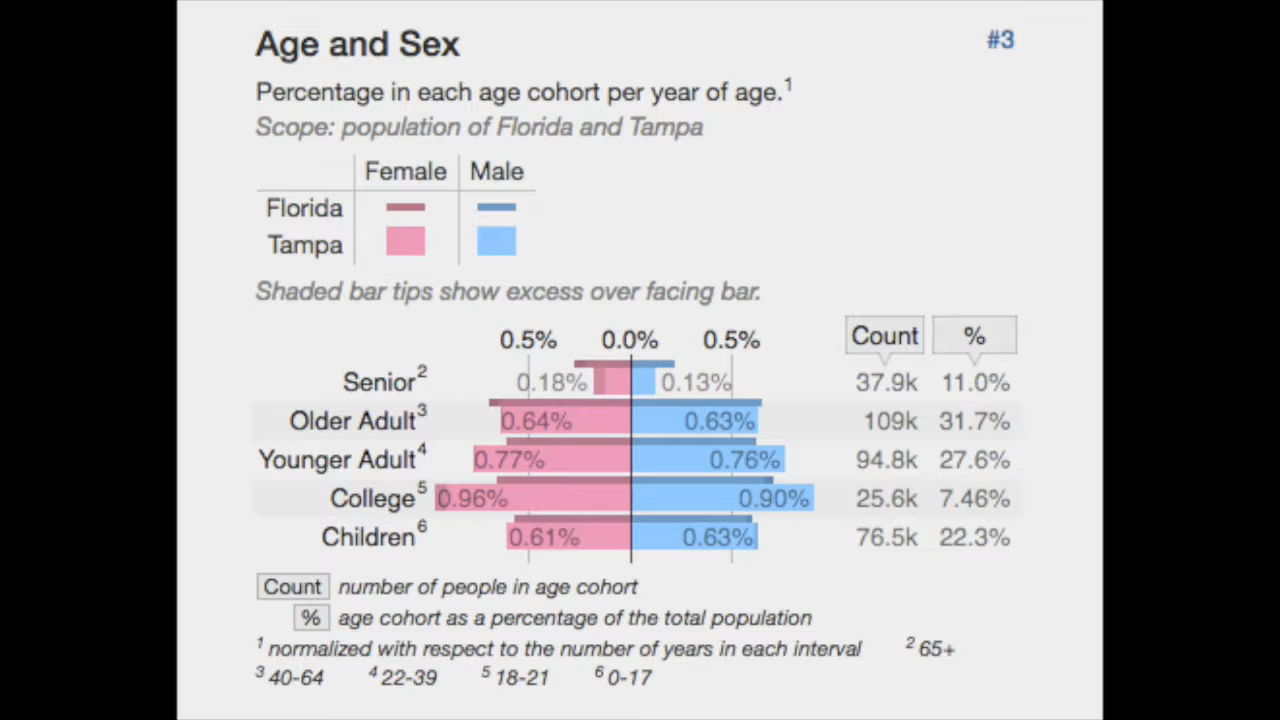 Age and Sex #3
Percentage in each age cohort per year of age.1
Scope: population of Florida and Tampa
Female Male
Florida
Tampa
Shaded bar tips show excess over facing bar.
0.5% 0.0% 0.5% Count %
Senior2 0.18% 0.13% 37.9k 11.0%
Older Adult3 0.64% 0.63% 109k 31.7%
Younger Adult4 0.77% 0.76% 94.8k 27.6%
College5 0.96% 0.90% 25.6k 7.46%
Children6 0.61% 0.63% 76.5k 22.3%
Count number of people in age cohort
% age cohort as a percentage of the total population
1 normalized with respect to the number of years in each interval 2 65+
3 40-64 4 22-39 5 18-21 6 0-17